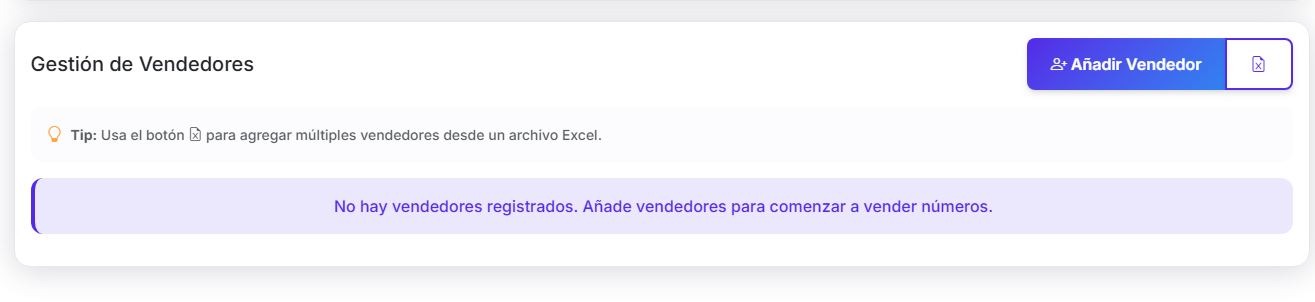 Gestión de Vendedores
Añadir Vendedor
Tip: Usa el botón para agregar múltiples vendedores desde un archivo Excel.
No hay vendedores registrados. Añade vendedores para comenzar a vender números.